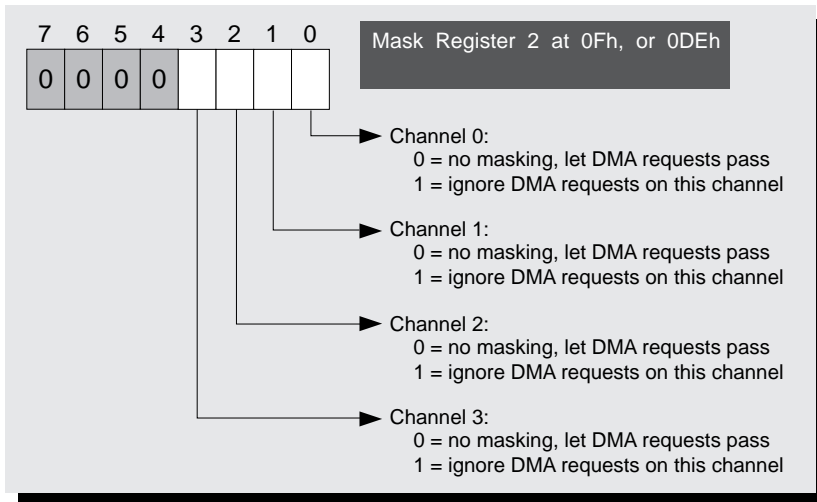 7 6 5 4 3 2 1 0
0 0 0 0
Mask Register 2 at 0Fh, or 0DEh
Channel 0:
0 = no masking, let DMA requests pass
1 = ignore DMA requests on this channel
Channel 1:
0 = no masking, let DMA requests pass
1 = ignore DMA requests on this channel
Channel 2:
0 = no masking, let DMA requests pass
1 = ignore DMA requests on this channel
Channel 3:
0 = no masking, let DMA requests pass
1 = ignore DMA requests on this channel